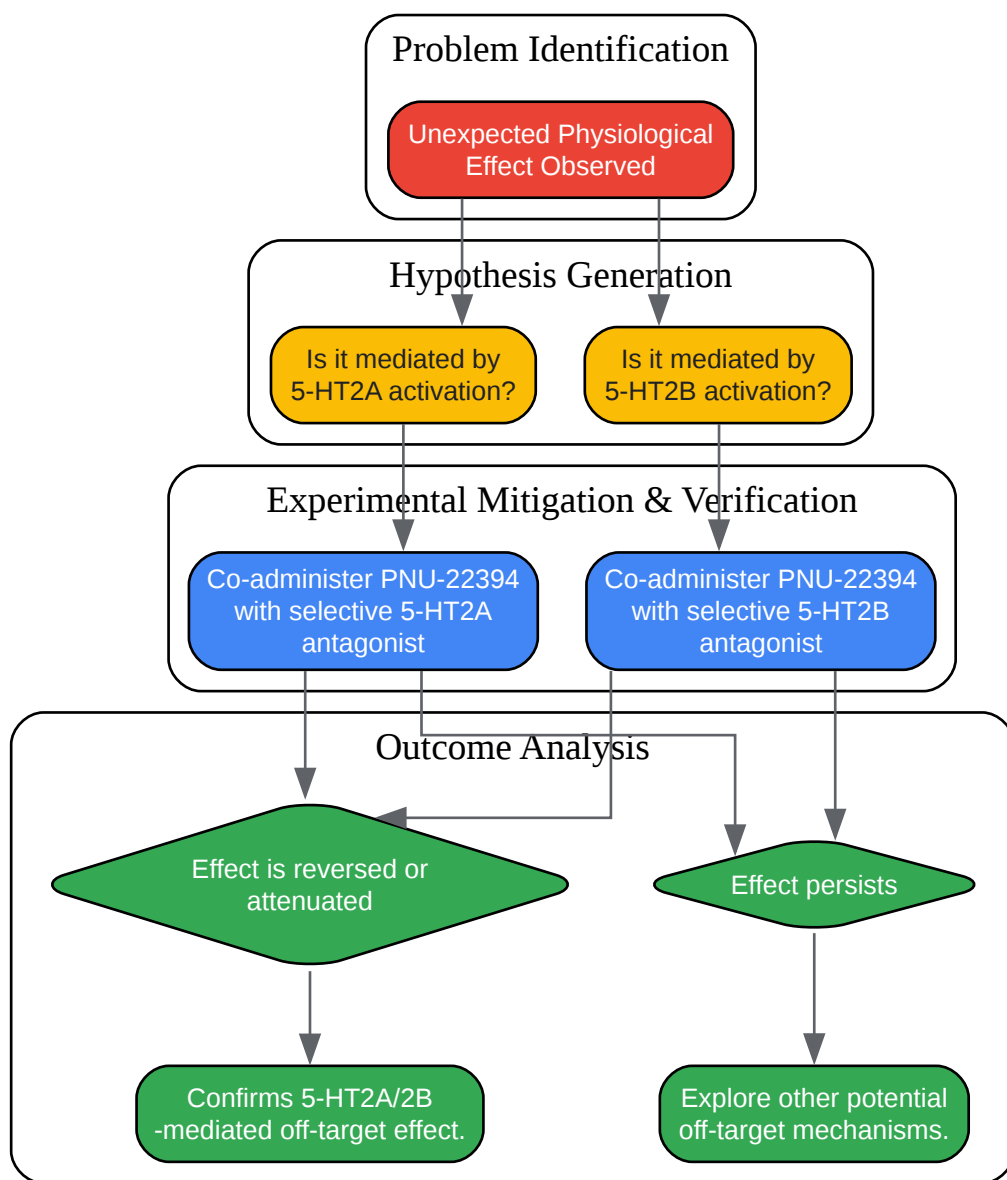 Problem Identification
Unexpected Physiological
Effect Observed
Hypothesis Generation
Is it mediated by
5-HT2A activation?
Is it mediated by
5-HT2B activation?
Experimental Mitigation & Verification
Co-administer PNU-22394
with selective 5-HT2A
antagonist
Co-administer PNU-22394
with selective 5-HT2B
antagonist
Outcome Analysis
Effect is reversed or
attenuated
Effect persists
Confirms 5-HT2A/2B
-mediated off-target effect.
Explore other potential
off-target mechanisms.